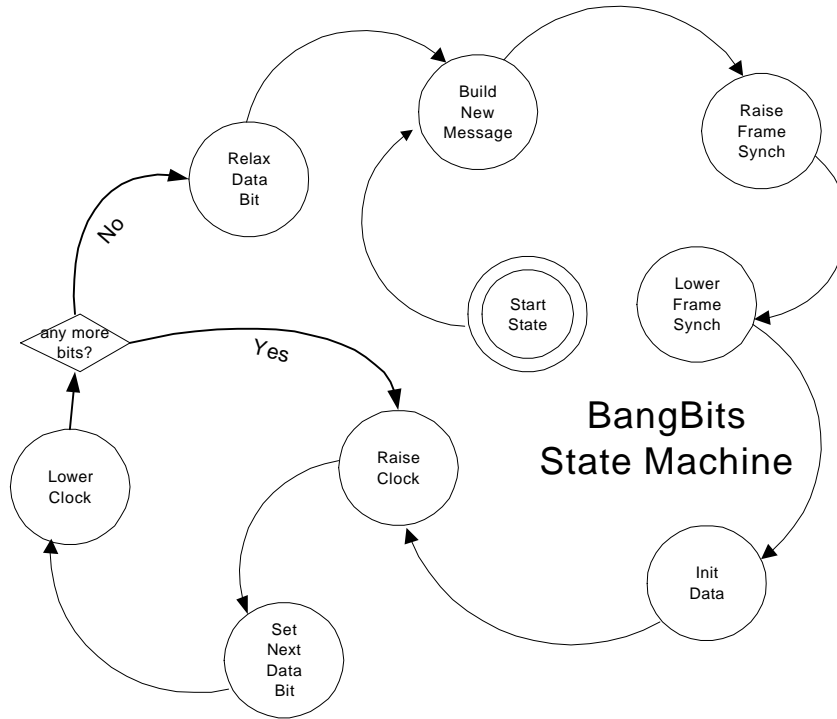 Build
New
Message
Raise
Frame
Synch
Relax
Data
Bit
No
Start
State
Lower
Frame
Synch
any more
bits?
Yes
BangBits
State Machine
Raise
Clock
Lower
Clock
Init
Data
Set
Next
Data
Bit